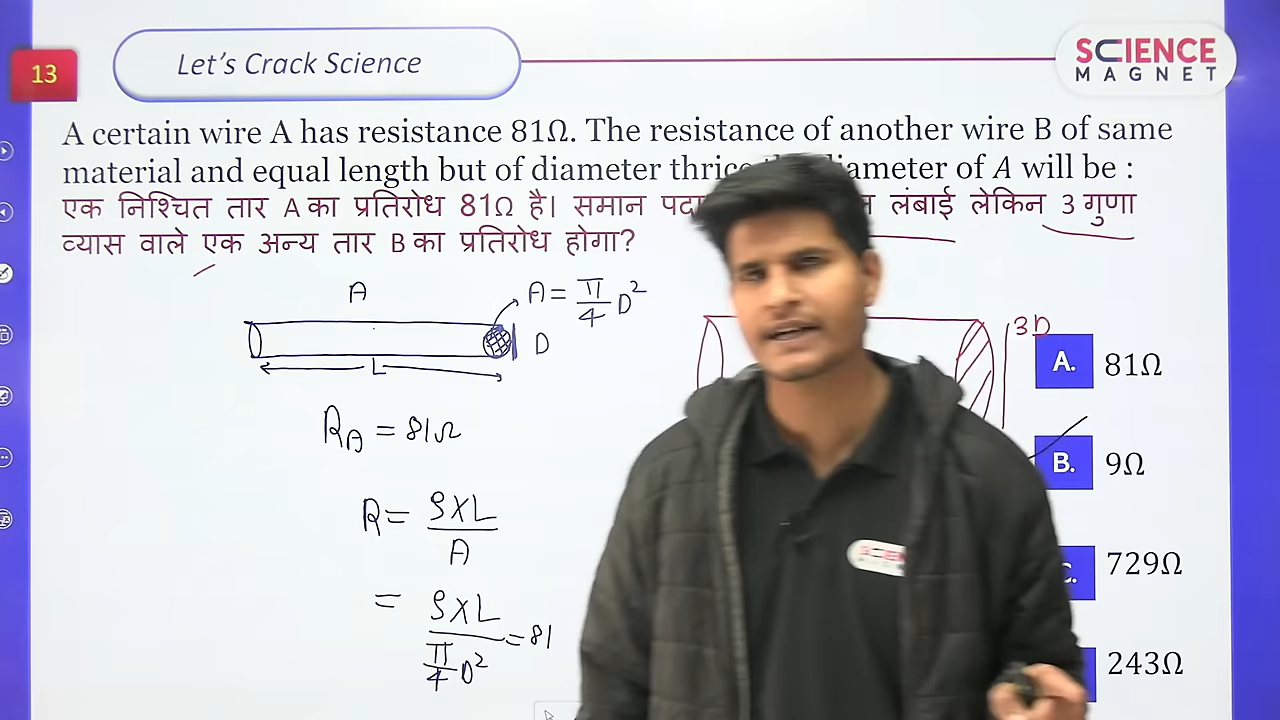 13
Let's Crack Science
SCIENCE
MAGNET
A certain wire A has resistance 81Ω. The resistance of another wire B of same
material and equal length but of diameter thrice diameter of A will be :
एक निश्चित तार A का प्रतिरोध 81Ω है। समान लंबाई लेकिन 3 गुणा
व्यास वाले एक अन्य तार B का प्रतिरोध होगा?
A
A = π/4 D²
D
L
3D
A. 81Ω
R_A = 81Ω
B. 9Ω
R = ρ×L/A
C. 729Ω
= ρ×L / (π/4 D²) = 81
243Ω